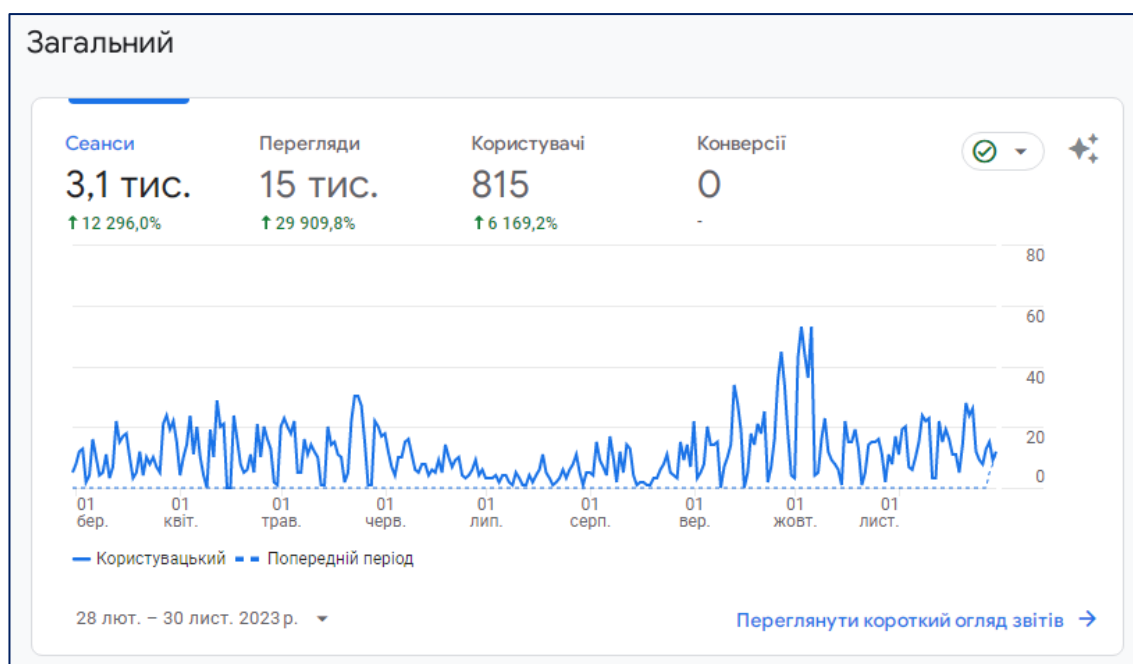 Загальний
Сеанси Перегляди Користувачі Конверсії
3,1 тис. 15 тис. 815 0
↑ 12 296,0% ↑ 29 909,8% ↑ 6 169,2% -
80
60
40
20
0
01 01 01 01 01 01 01 01 01
бер. квіт. трав. черв. лип. серп. вер. жовт. лист.
Користувацький Попередній період
28 лют. – 30 лист. 2023 р.
Переглянути короткий огляд звітів →